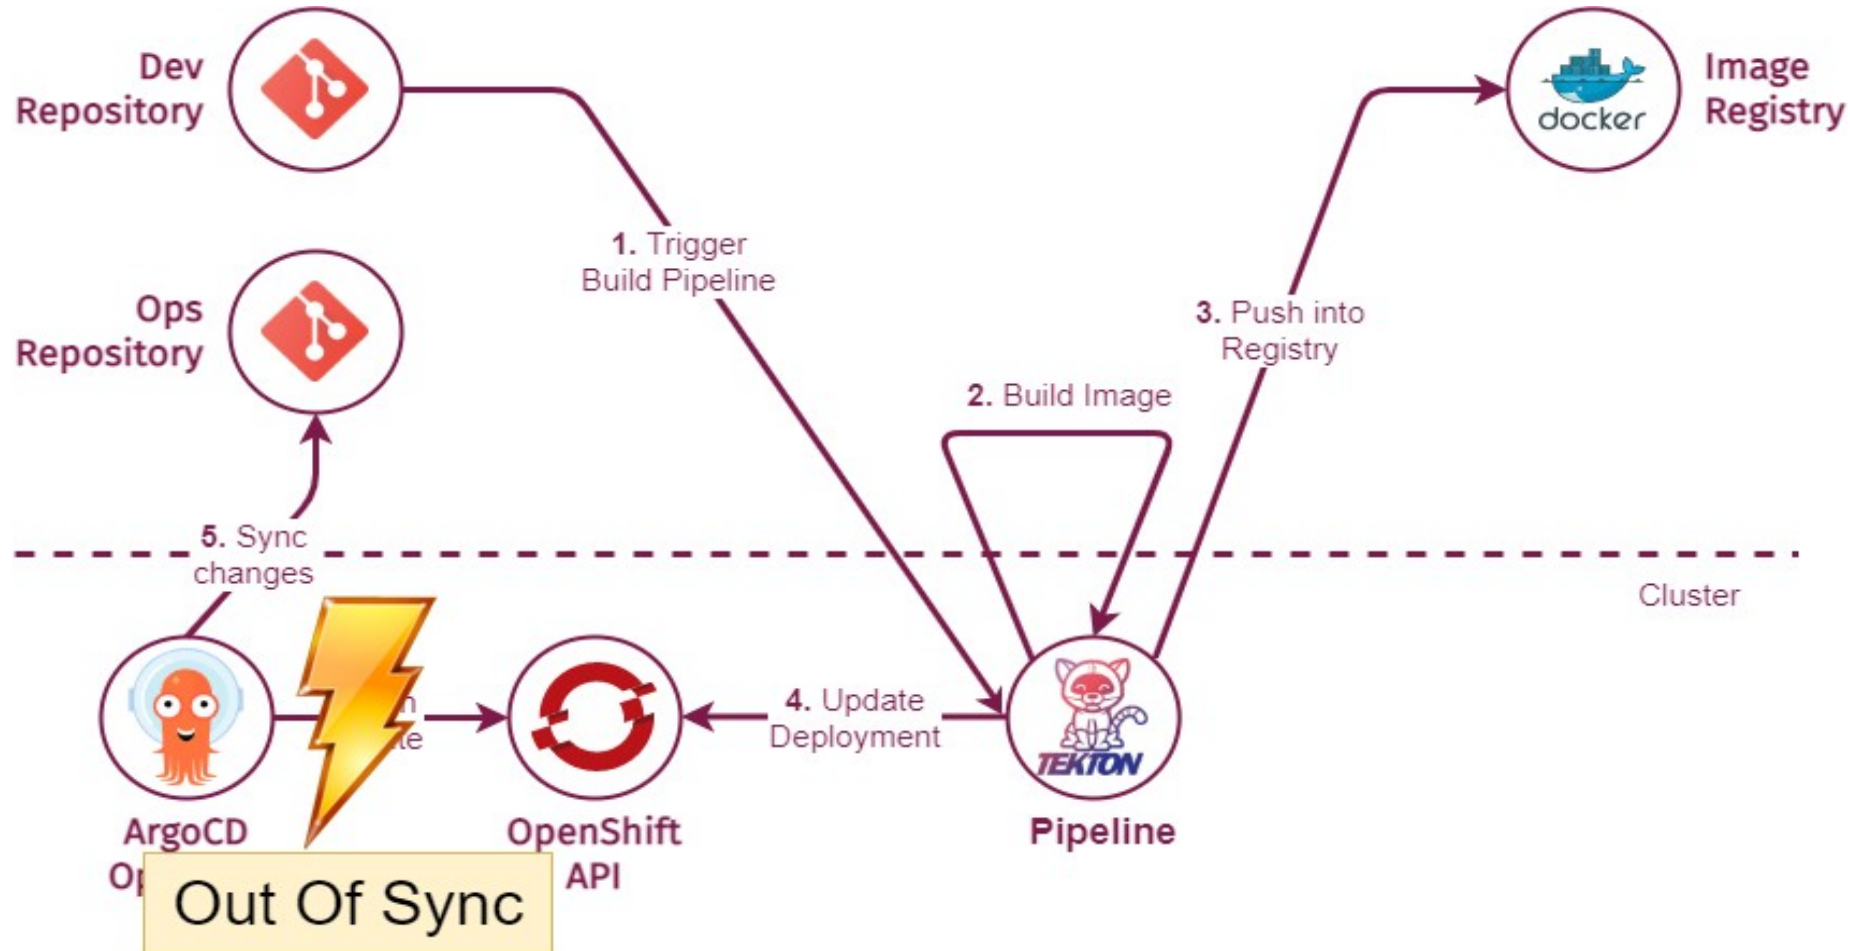 Dev
Repository
docker
Image
Registry
1. Trigger
Build Pipeline
Ops
Repository
3. Push into
Registry
2. Build Image
5. Sync
changes
Cluster
4. Update
Deployment
TEKTON
ArgoCD
OpenShift
API
Pipeline
Out Of Sync